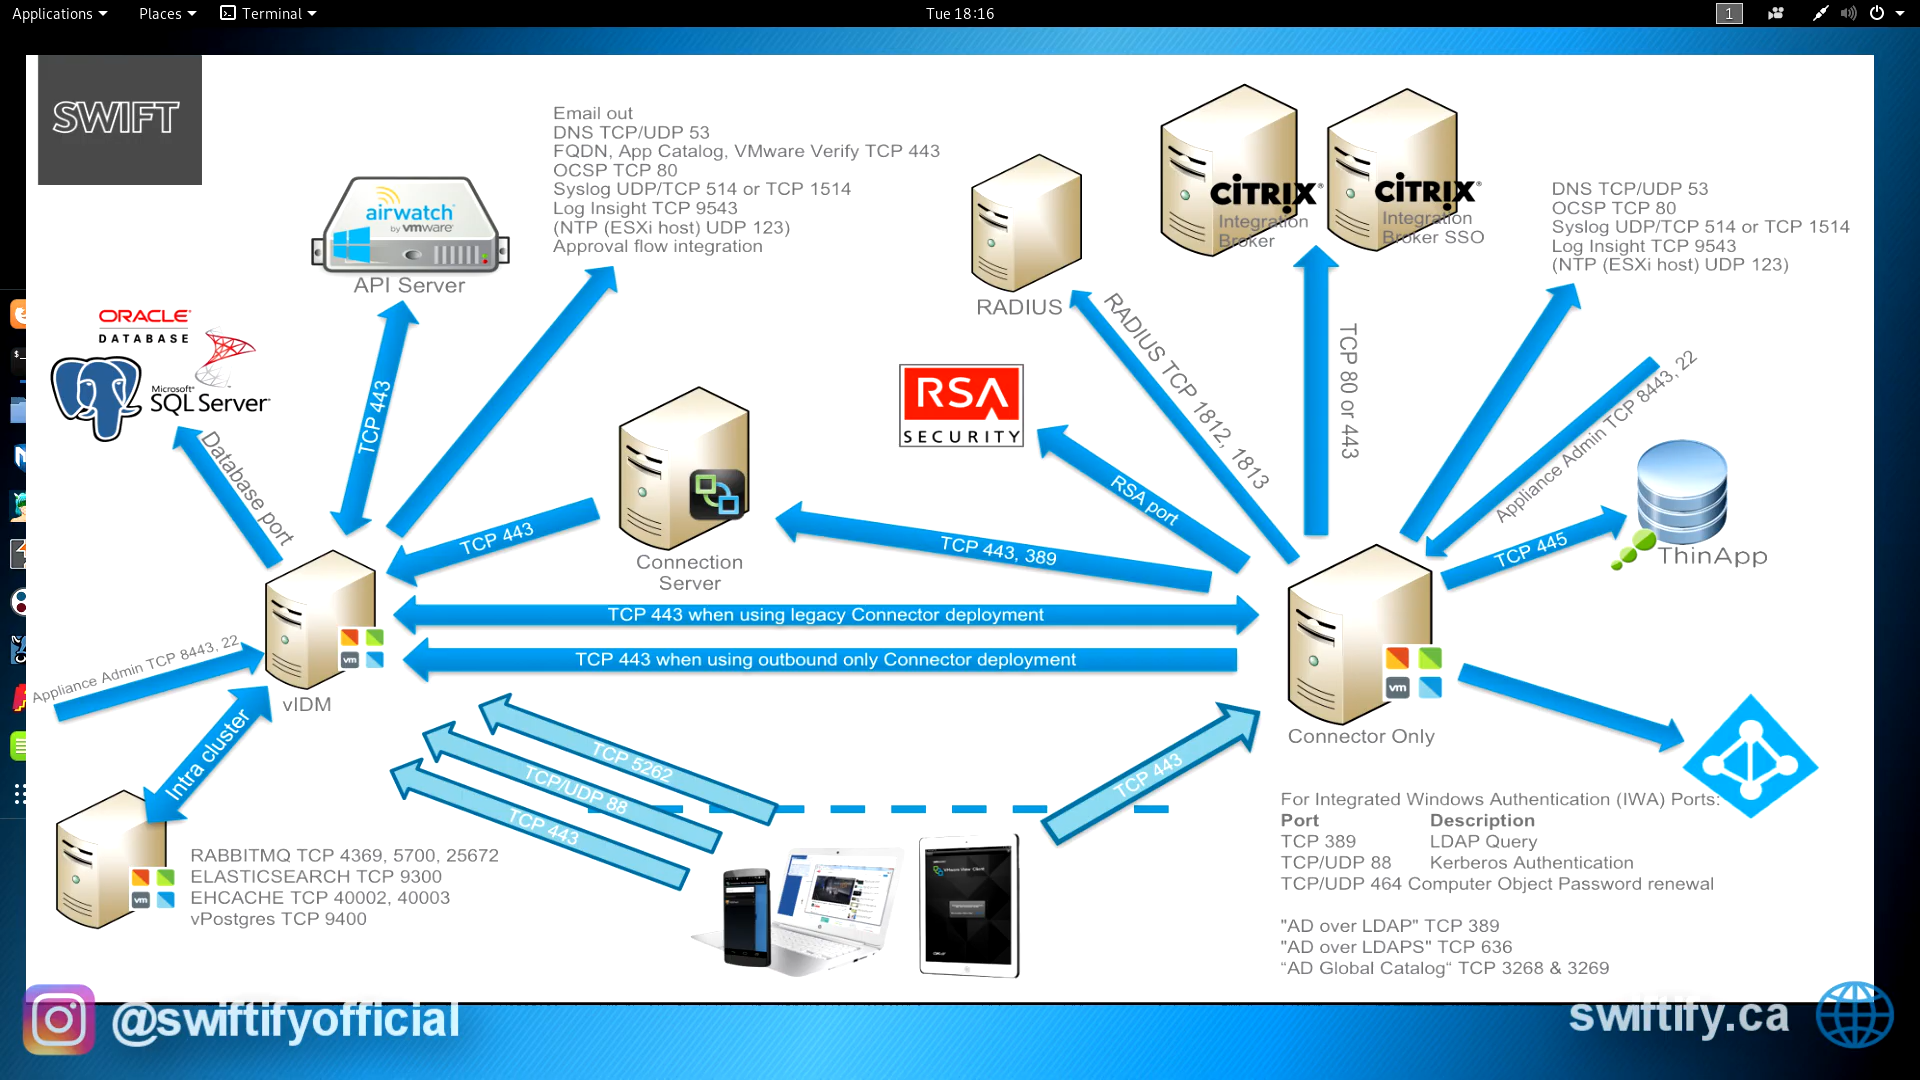 Applications
Places
Terminal
Tue 18:16
1
SWIFT
Email out
DNS TCP/UDP 53
FQDN, App Catalog, VMware Verify TCP 443
OCSP TCP 80
Syslog UDP/TCP 514 or TCP 1514
Log Insight TCP 9543
(NTP (ESXi host) UDP 123)
Approval flow integration
airwatch
by vmware
API Server
ORACLE
DATABASE
Microsoft
SQL Server
Database port
TCP 443
TCP 443
Connection
Server
RADIUS
RSA
SECURITY
CITRIX
Integration
Broker
CITRIX
Integration
Broker SSO
DNS TCP/UDP 53
OCSP TCP 80
Syslog UDP/TCP 514 or TCP 1514
Log Insight TCP 9543
(NTP (ESXi host) UDP 123)
RADIUS TCP 1812, 1813
TCP 80 or 443
Appliance Admin TCP 8443, 22
RSA port
TCP 443, 389
TCP 445
ThinApp
TCP 443 when using legacy Connector deployment
TCP 443 when using outbound only Connector deployment
Appliance Admin TCP 8443, 22
vm
vIDM
vm
Connector Only
Intra cluster
TCP 5262
TCP/UDP 88
TCP 443
TCP 443
vm
RABBITMQ TCP 4369, 5700, 25672
ELASTICSEARCH TCP 9300
EHCACHE TCP 40002, 40003
vPostgres TCP 9400
VMware View Client
For Integrated Windows Authentication (IWA) Ports:
Port Description
TCP 389 LDAP Query
TCP/UDP 88 Kerberos Authentication
TCP/UDP 464 Computer Object Password renewal
"AD over LDAP" TCP 389
"AD over LDAPS" TCP 636
“AD Global Catalog“ TCP 3268 & 3269
@swiftifyofficial
swiftify.ca